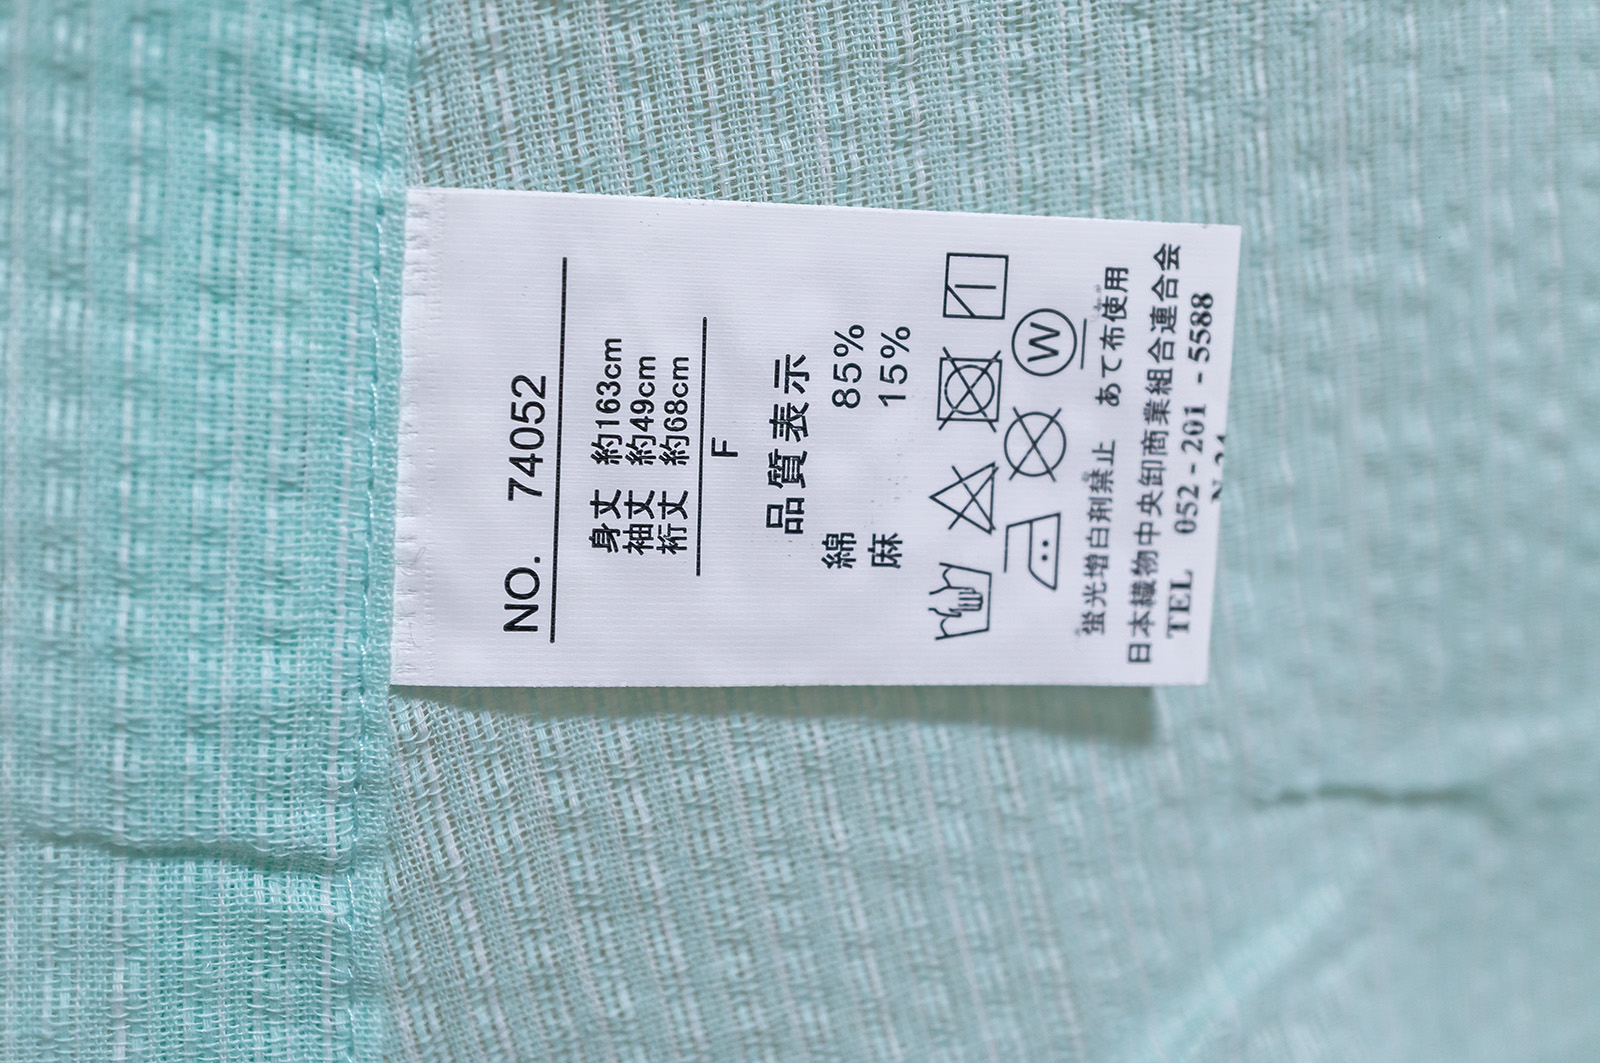 NO. 74052
身丈 約163cm
袖丈 約49cm
裄丈 約68cm
F
品質表示
綿 85%
麻 15%
W
蛍光増白剤禁止 あて布使用
日本織物中央卸商業組合連合会
TEL 052-201-5588